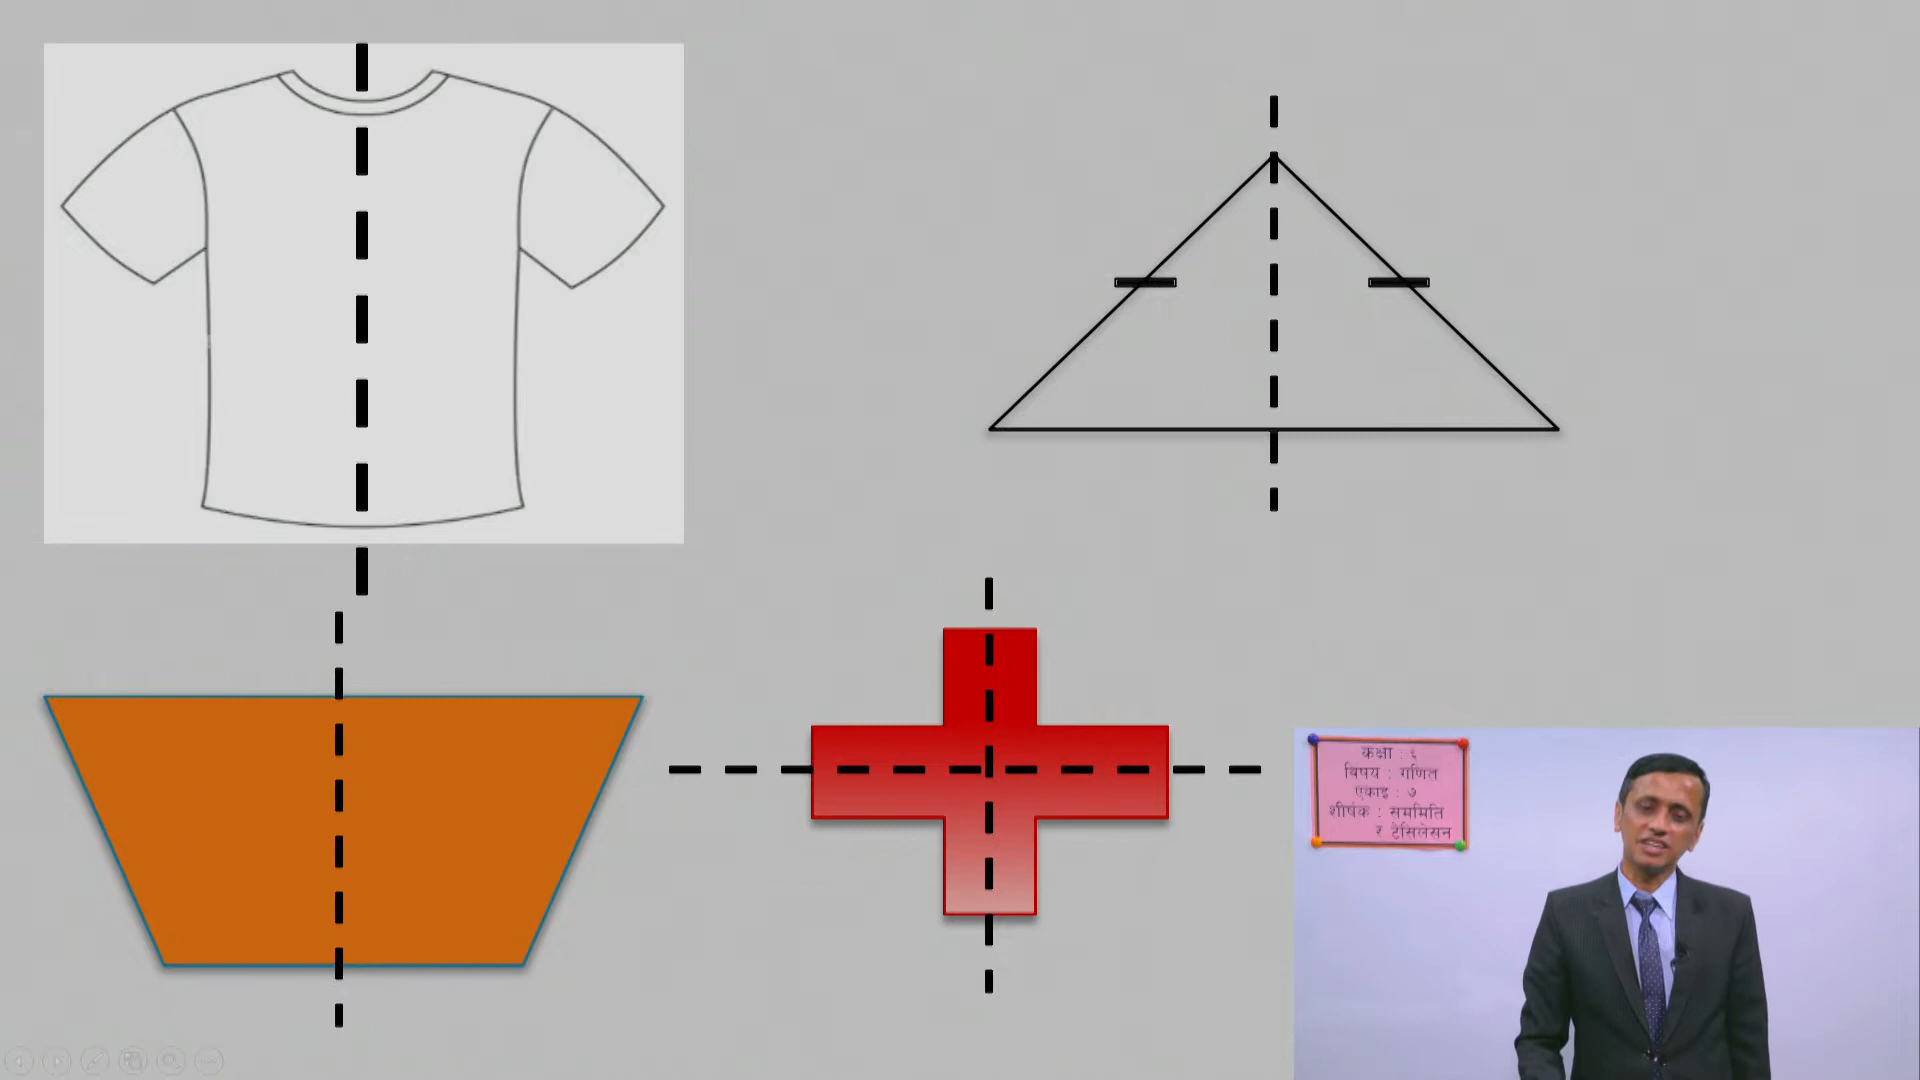 कक्षा : ६
विषय : गणित
एकाइ : ७
शीर्षक : सममिति
र टेसिलेसन